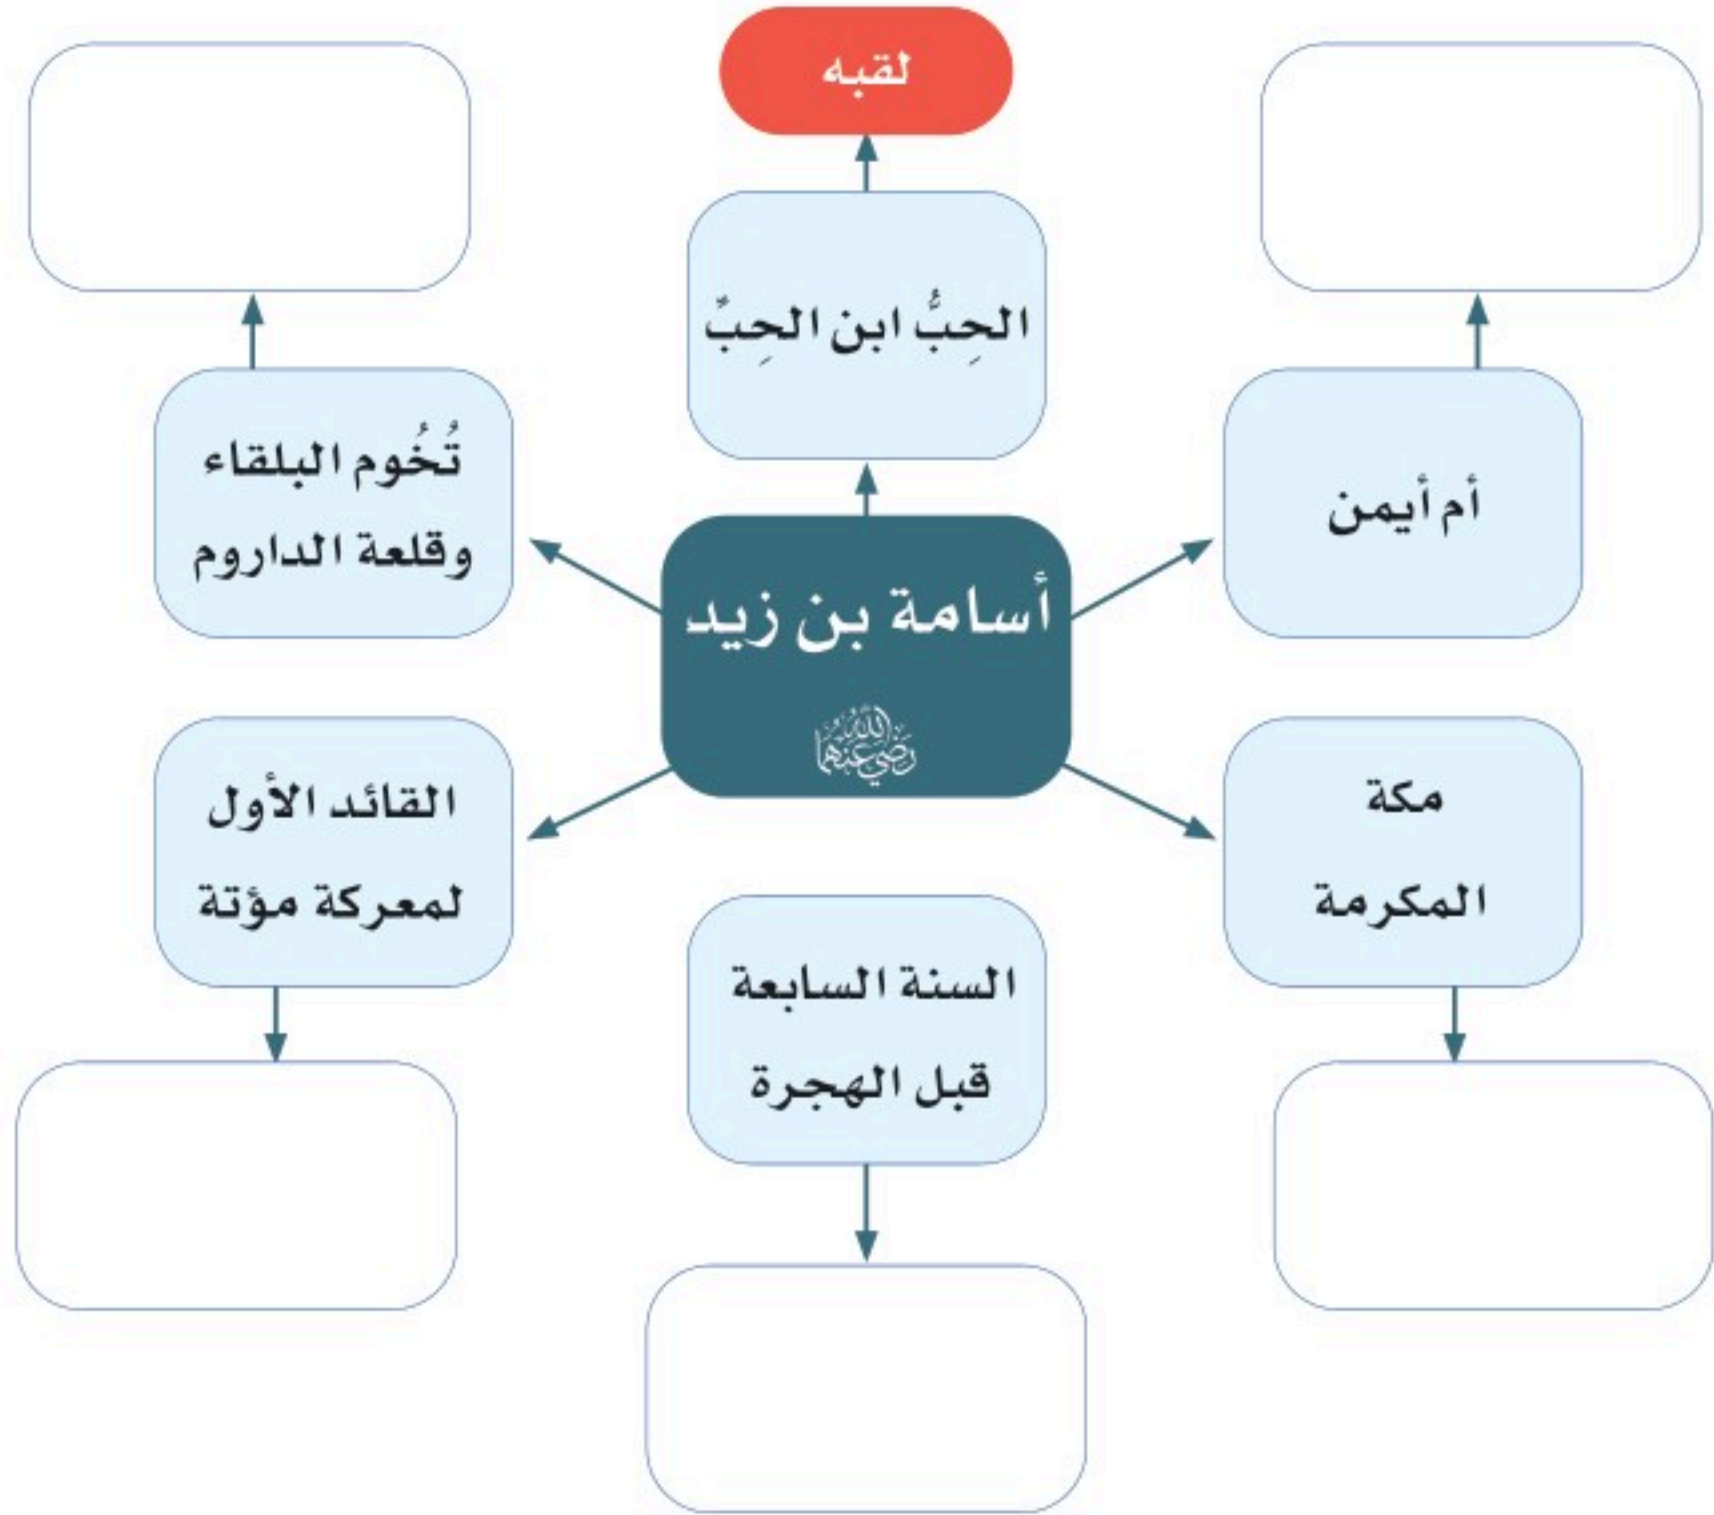 لقبه
الحِبُّ ابن الحِبِّ
أم أيمن
تُخُوم البلقاء
وقلعة الداروم
أسامة بن زيد
رضي الله عنهما
مكة
المكرمة
القائد الأول
لمعركة مؤتة
السنة السابعة
قبل الهجرة